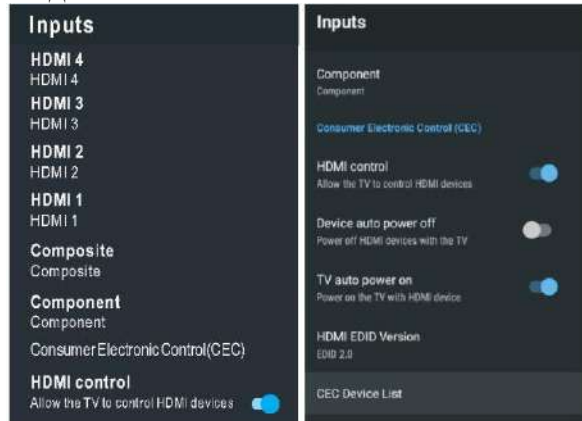 Inputs
HDMI 4
HDMI 4
HDMI 3
HDMI 3
HDMI 2
HDMI 2
HDMI 1
HDMI 1
Composite
Composite
Component
Component
Consumer Electronic Control(CEC)
HDMI control
Allow the TV to control HDMI devices
Inputs
Component
Component
Consumer Electronic Control (CEC)
HDMI control
Allow the TV to control HDMI devices
Device auto power off
Power off HDMI devices with the TV
TV auto power on
Power on the TV with HDMI device
HDMI EDID Version
EDID 2.0
CEC Device List